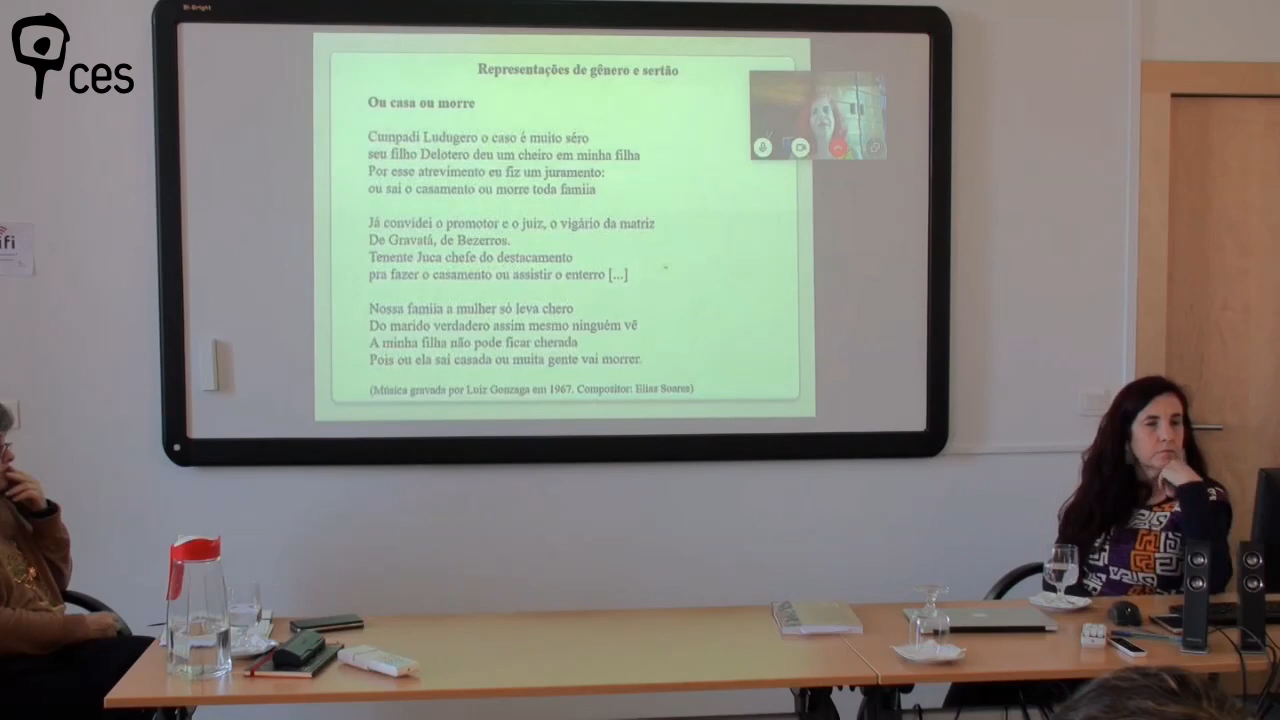 Bi-Bright
ces
ifi
Representações de gênero e sertão
Ou casa ou morre
Cumpadi Ludugero o caso é muito séro
seu filho Delotero deu um cheiro em minha filha
Por esse atrevimento eu fiz um juramento:
ou sai o casamento ou morre toda famiia
Já convidei o promotor e o juiz, o vigário da matriz
De Gravatá, de Bezerros.
Tenente Juca chefe do destacamento
pra fazer o casamento ou assistir o enterro [...]
Nossa famiia a mulher só leva chero
Do marido verdadero assim mesmo ninguém vê
A minha filha não pode ficar cherada
Pois ou ela sai casada ou muita gente vai morrer.
(Música gravada por Luiz Gonzaga em 1967. Compositor: Elias Soares)